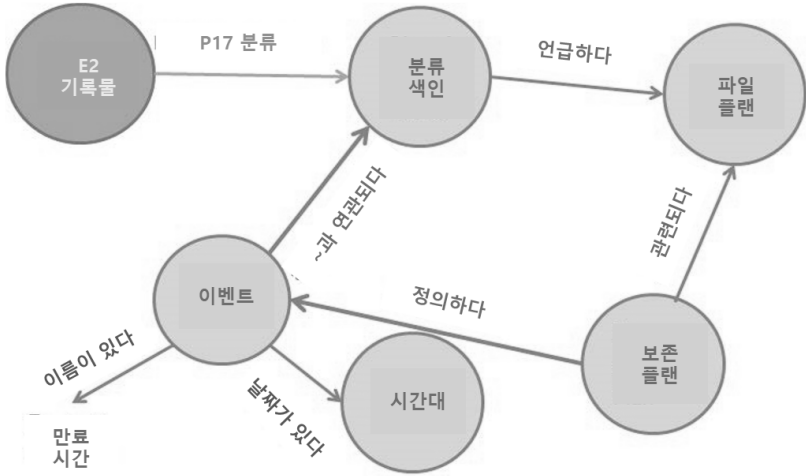 E2
기록물
P17 분류
분류
색인
언급하다
파일
플랜
~과 연관되다
관련되다
이벤트
정의하다
보존
플랜
이름이 있다
날짜가 있다
시간대
만료
시간